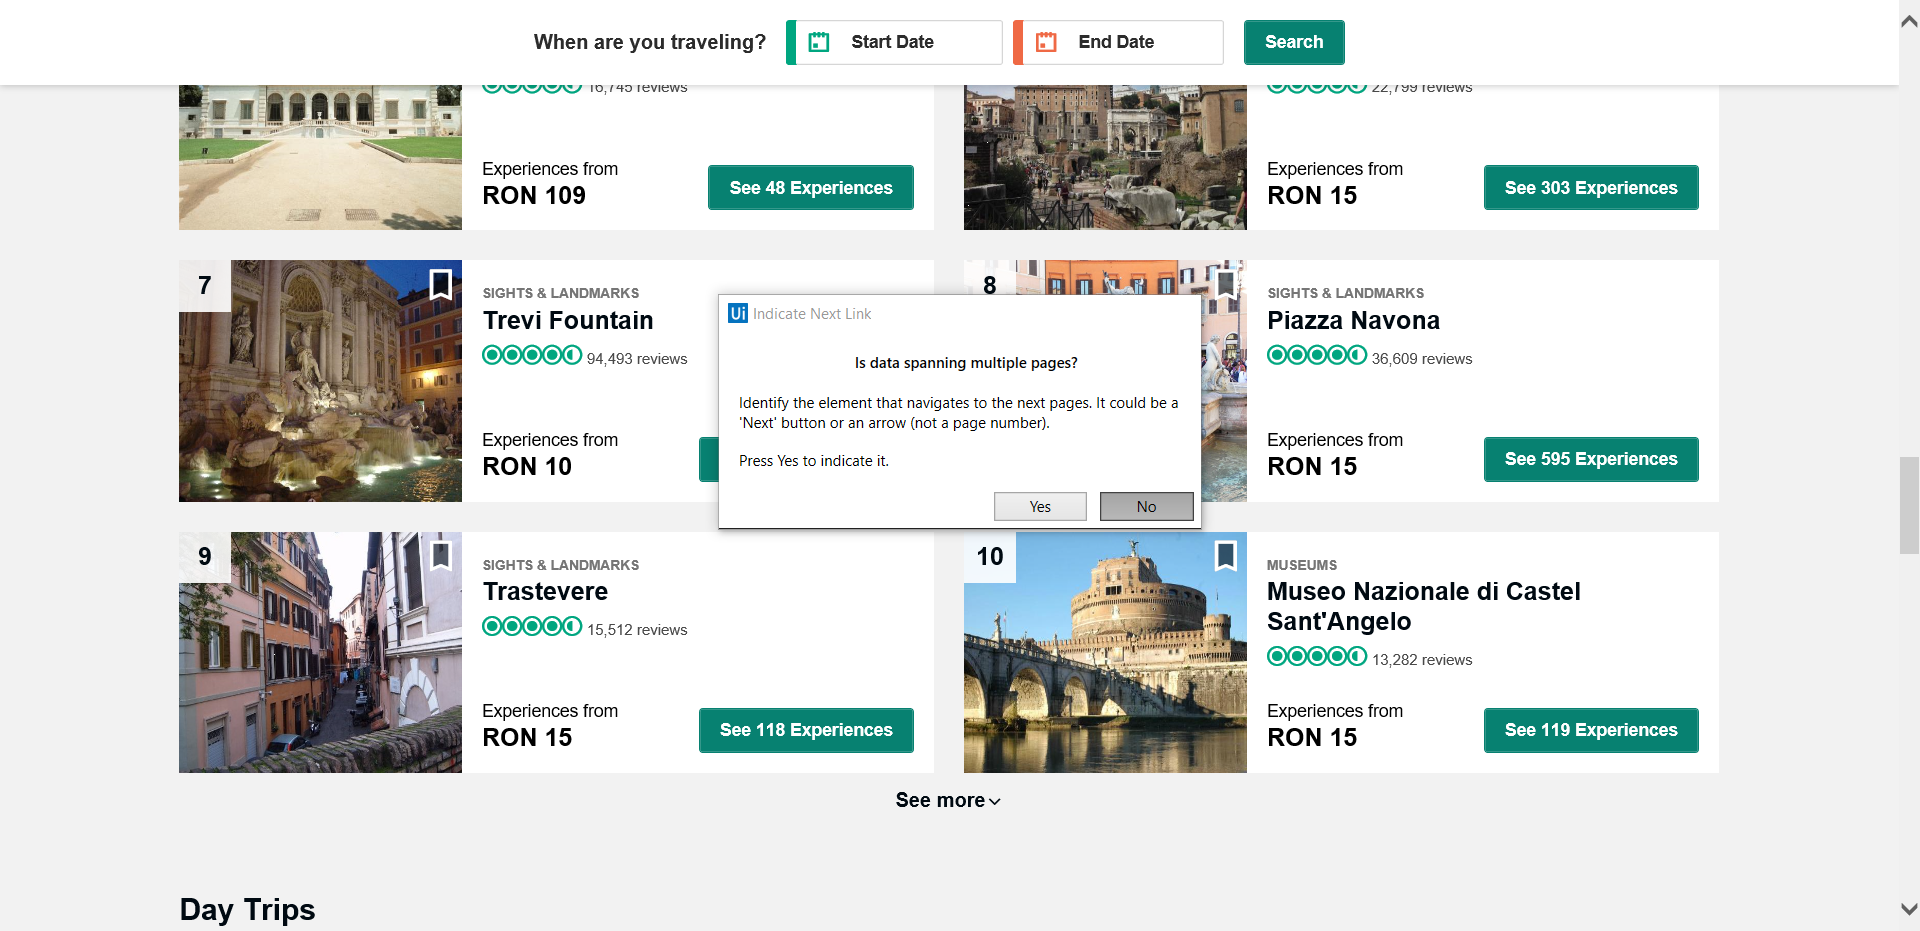 When are you traveling?
Start Date
End Date
Search
16,745 reviews
Experiences from
RON 109
See 48 Experiences
22,799 reviews
Experiences from
RON 15
See 303 Experiences
7
SIGHTS & LANDMARKS
Trevi Fountain
94,493 reviews
Experiences from
RON 10
8
SIGHTS & LANDMARKS
Piazza Navona
36,609 reviews
Experiences from
RON 15
See 595 Experiences
Ui Indicate Next Link
Is data spanning multiple pages?
Identify the element that navigates to the next pages. It could be a
'Next' button or an arrow (not a page number).
Press Yes to indicate it.
Yes
No
9
SIGHTS & LANDMARKS
Trastevere
15,512 reviews
Experiences from
RON 15
See 118 Experiences
10
MUSEUMS
Museo Nazionale di Castel
Sant'Angelo
13,282 reviews
Experiences from
RON 15
See 119 Experiences
See more
Day Trips